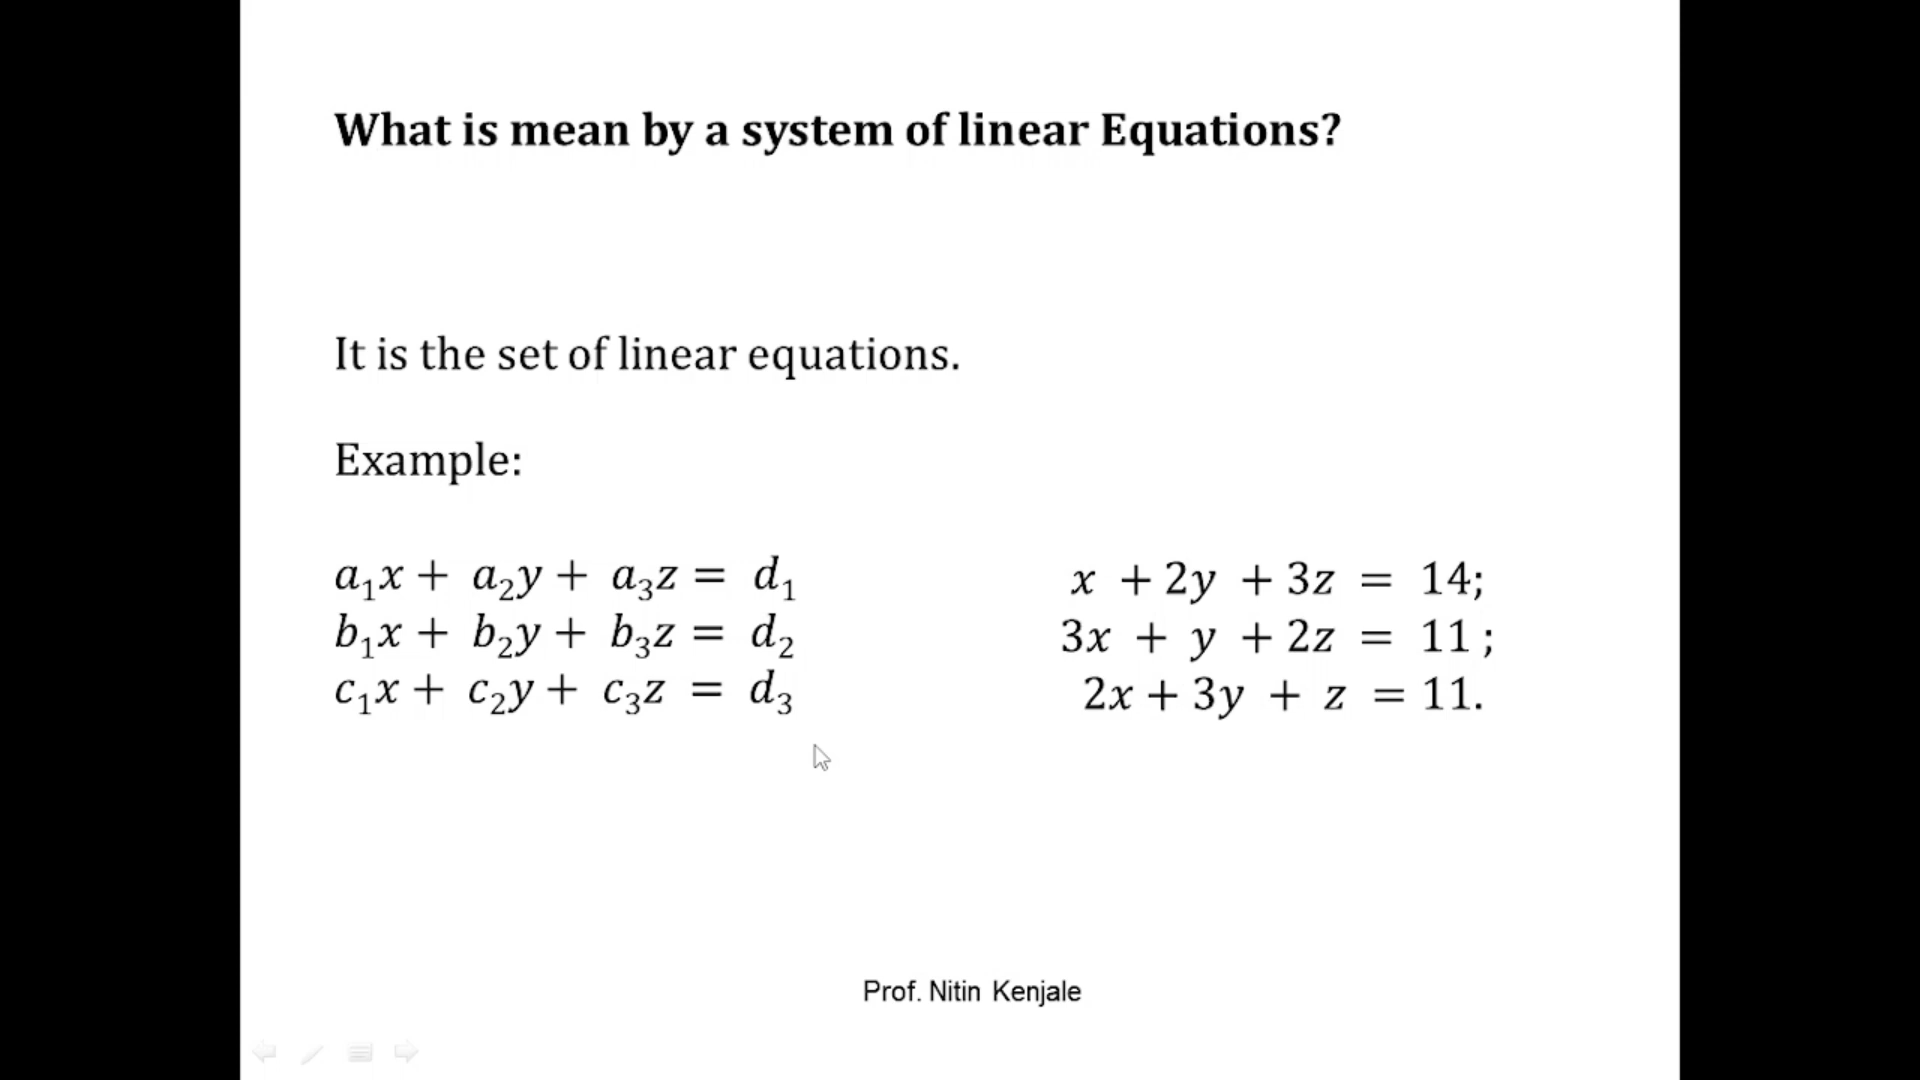 What is mean by a system of linear Equations?
It is the set of linear equations.
Example:
a₁x + a₂y + a₃z = d₁
b₁x + b₂y + b₃z = d₂
c₁x + c₂y + c₃z = d₃
x + 2y + 3z = 14;
3x + y + 2z = 11 ;
2x + 3y + z = 11.
Prof. Nitin Kenjale